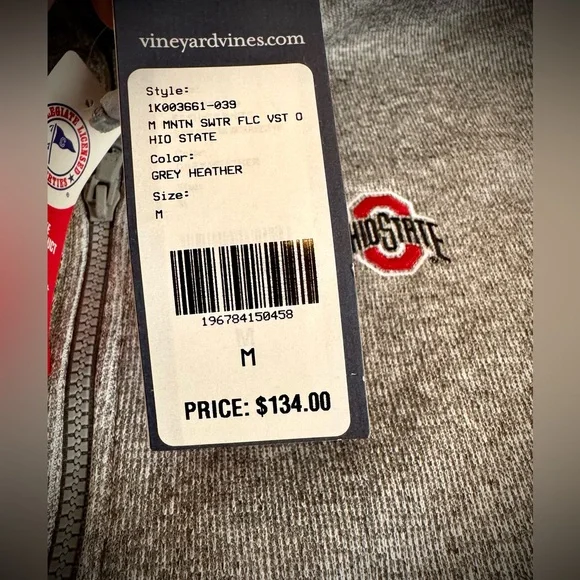 vineyardvines.com
Style:
1K003661-039
M MNTN SWTR FLC VST O
HIO STATE
Color:
GREY HEATHER
Size:
M
196784150458
M
PRICE: $134.00
OHIO STATE
LICENSED